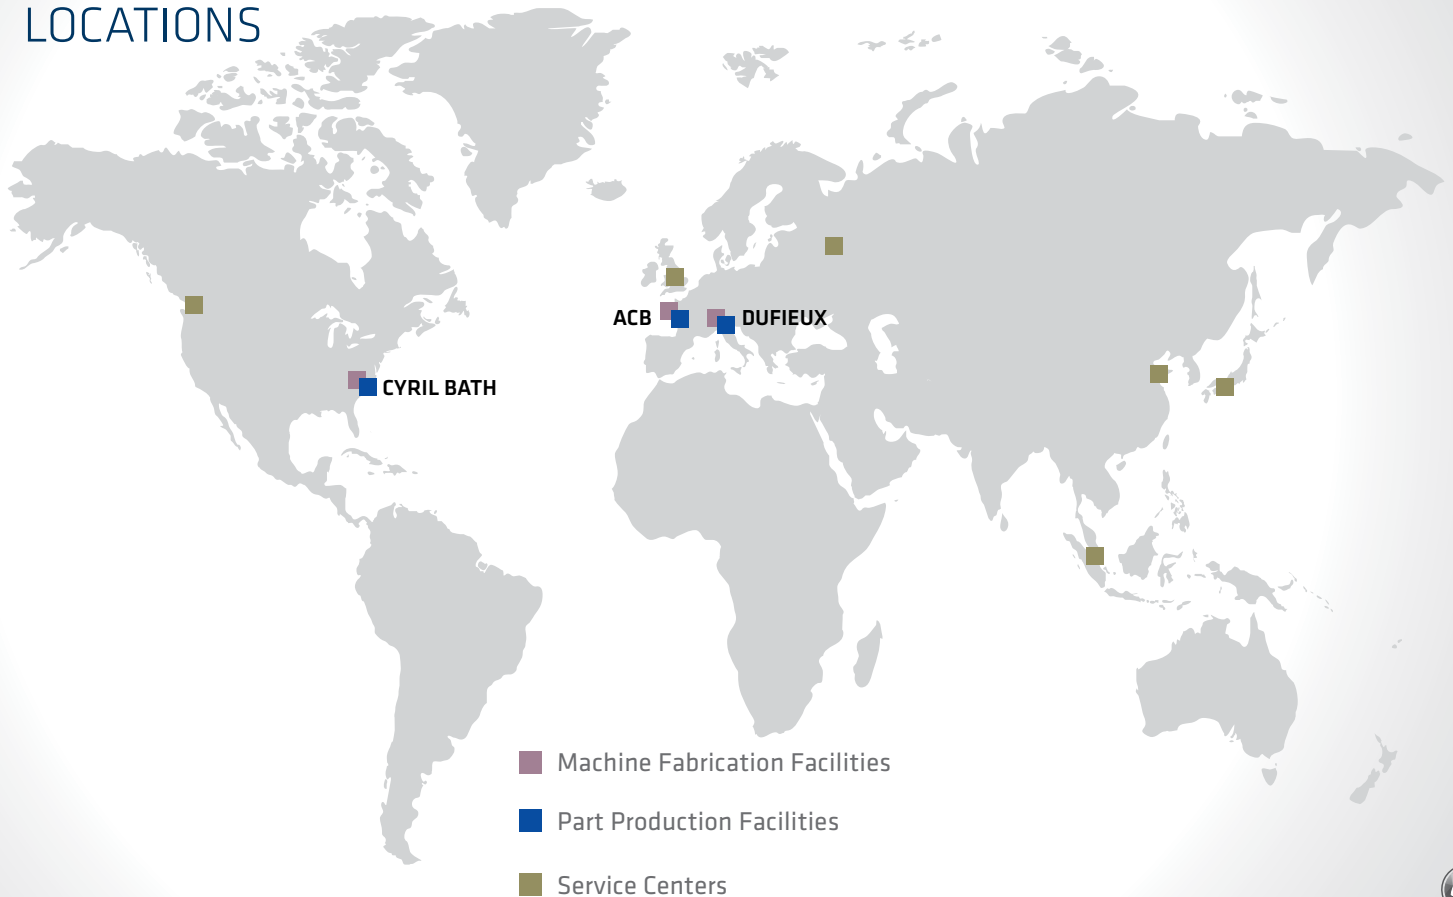 LOCATIONS
ACB
DUFIEUX
CYRIL BATH
Machine Fabrication Facilities
Part Production Facilities
Service Centers